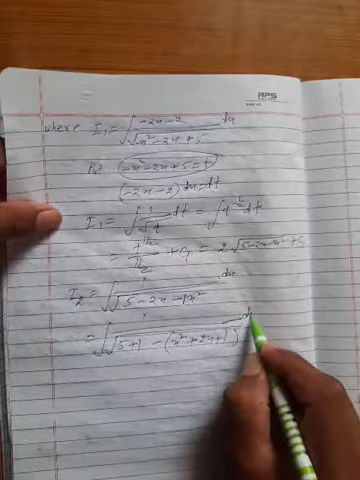 RPS
where I₁ = ∫ (-2x-2)/√(-x²-2x+5) dx
Put -x²-2x+5 = t
(-2x-2) dx = dt
I₁ = ∫ 1/√t dt = ∫ t^(-1/2) dt
= t^(1/2)/(1/2) + C₁ = 2√(5-2x-x²) + C₁
I₂ = ∫ 1/√(5-2x-1x²) dx
= ∫ 1/√(5+1-(x²+2x+1)) d